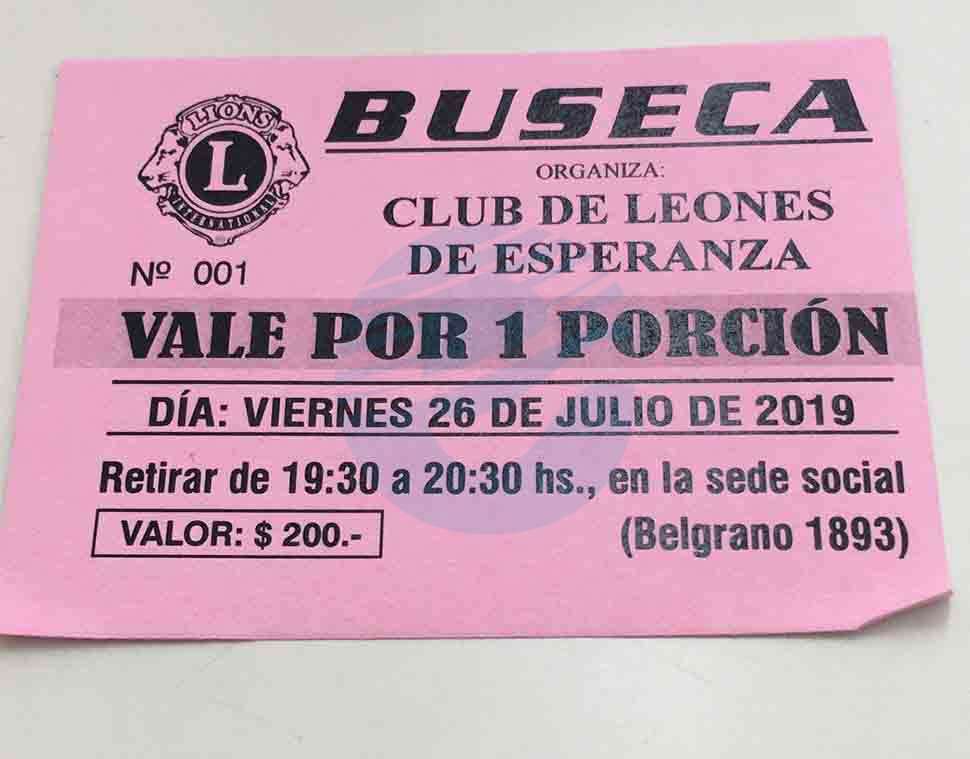 BUSECA
ORGANIZA:
CLUB DE LEONES
DE ESPERANZA
LIONS
L
INTERNATIONAL
Nº 001
VALE POR 1 PORCIÓN
DÍA: VIERNES 26 DE JULIO DE 2019
Retirar de 19:30 a 20:30 hs., en la sede social
VALOR: $ 200.-
(Belgrano 1893)